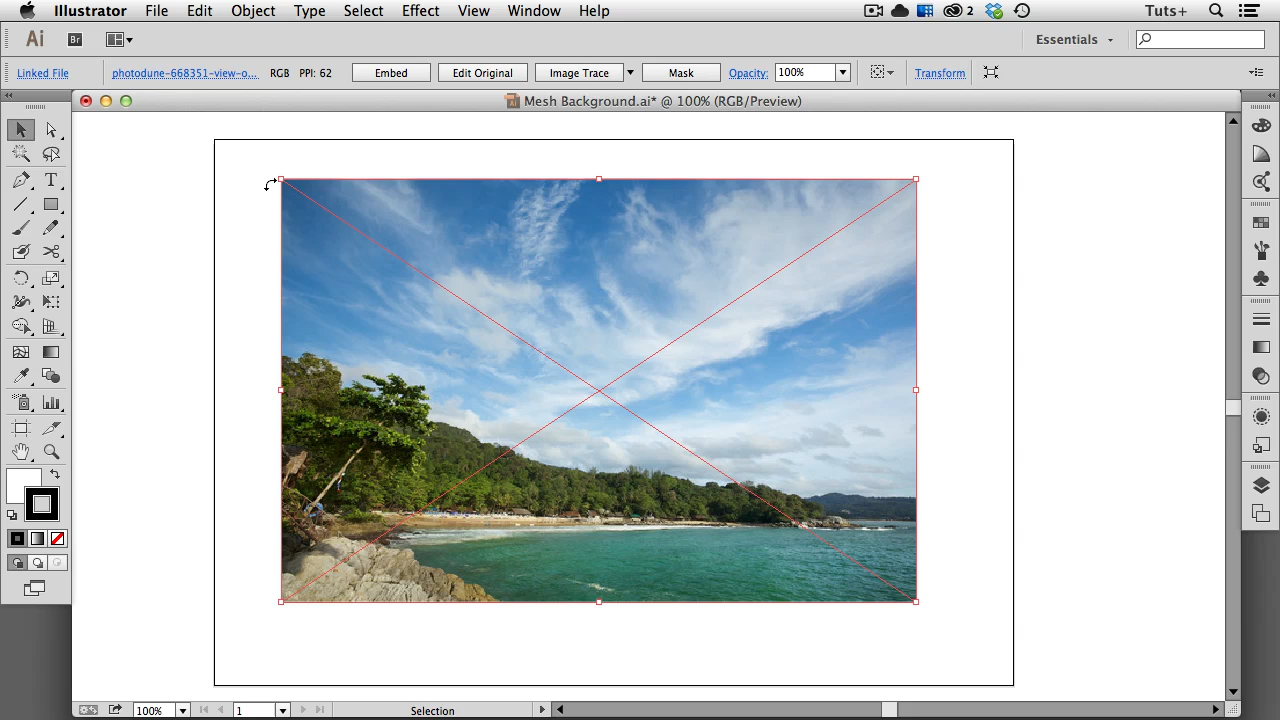 Illustrator File Edit Object Type Select Effect View Window Help 2 Tuts+
Ai Br Essentials
Linked File photodune-668351-view-o... RGB PPI: 62 Embed Edit Original Image Trace Mask Opacity: 100% Transform
Mesh Background.ai* @ 100% (RGB/Preview)
T
100% 1 Selection